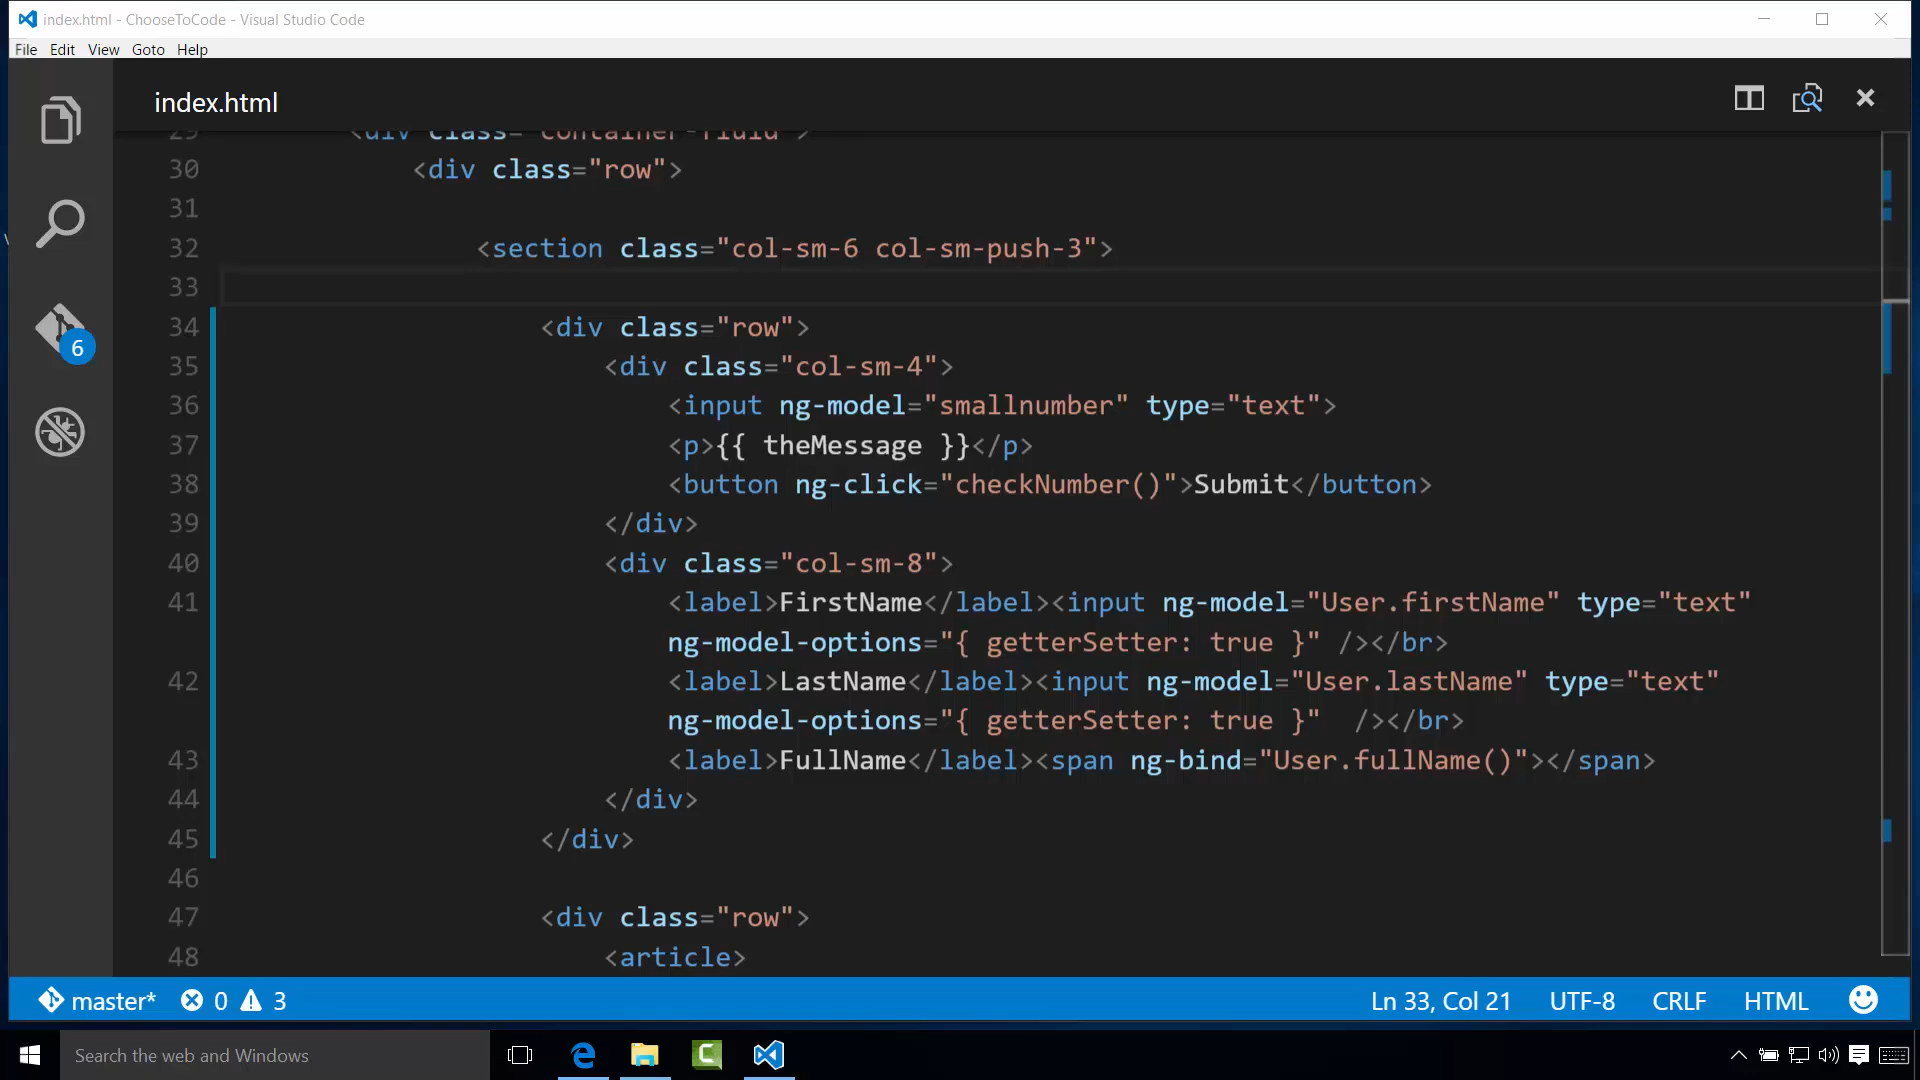 index.html - ChooseToCode - Visual Studio Code
File Edit View Goto Help
index.html
29 <div class="container-fluid">
30 <div class="row">
31
32 <section class="col-sm-6 col-sm-push-3">
33
34 <div class="row">
35 <div class="col-sm-4">
36 <input ng-model="smallnumber" type="text">
37 <p>{{ theMessage }}</p>
38 <button ng-click="checkNumber()">Submit</button>
39 </div>
40 <div class="col-sm-8">
41 <label>FirstName</label><input ng-model="User.firstName" type="text"
ng-model-options="{ getterSetter: true }" /></br>
42 <label>LastName</label><input ng-model="User.lastName" type="text"
ng-model-options="{ getterSetter: true }"  /></br>
43 <label>FullName</label><span ng-bind="User.fullName()"></span>
44 </div>
45 </div>
46
47 <div class="row">
48 <article>
6
master* 0 3 Ln 33, Col 21 UTF-8 CRLF HTML
Search the web and Windows